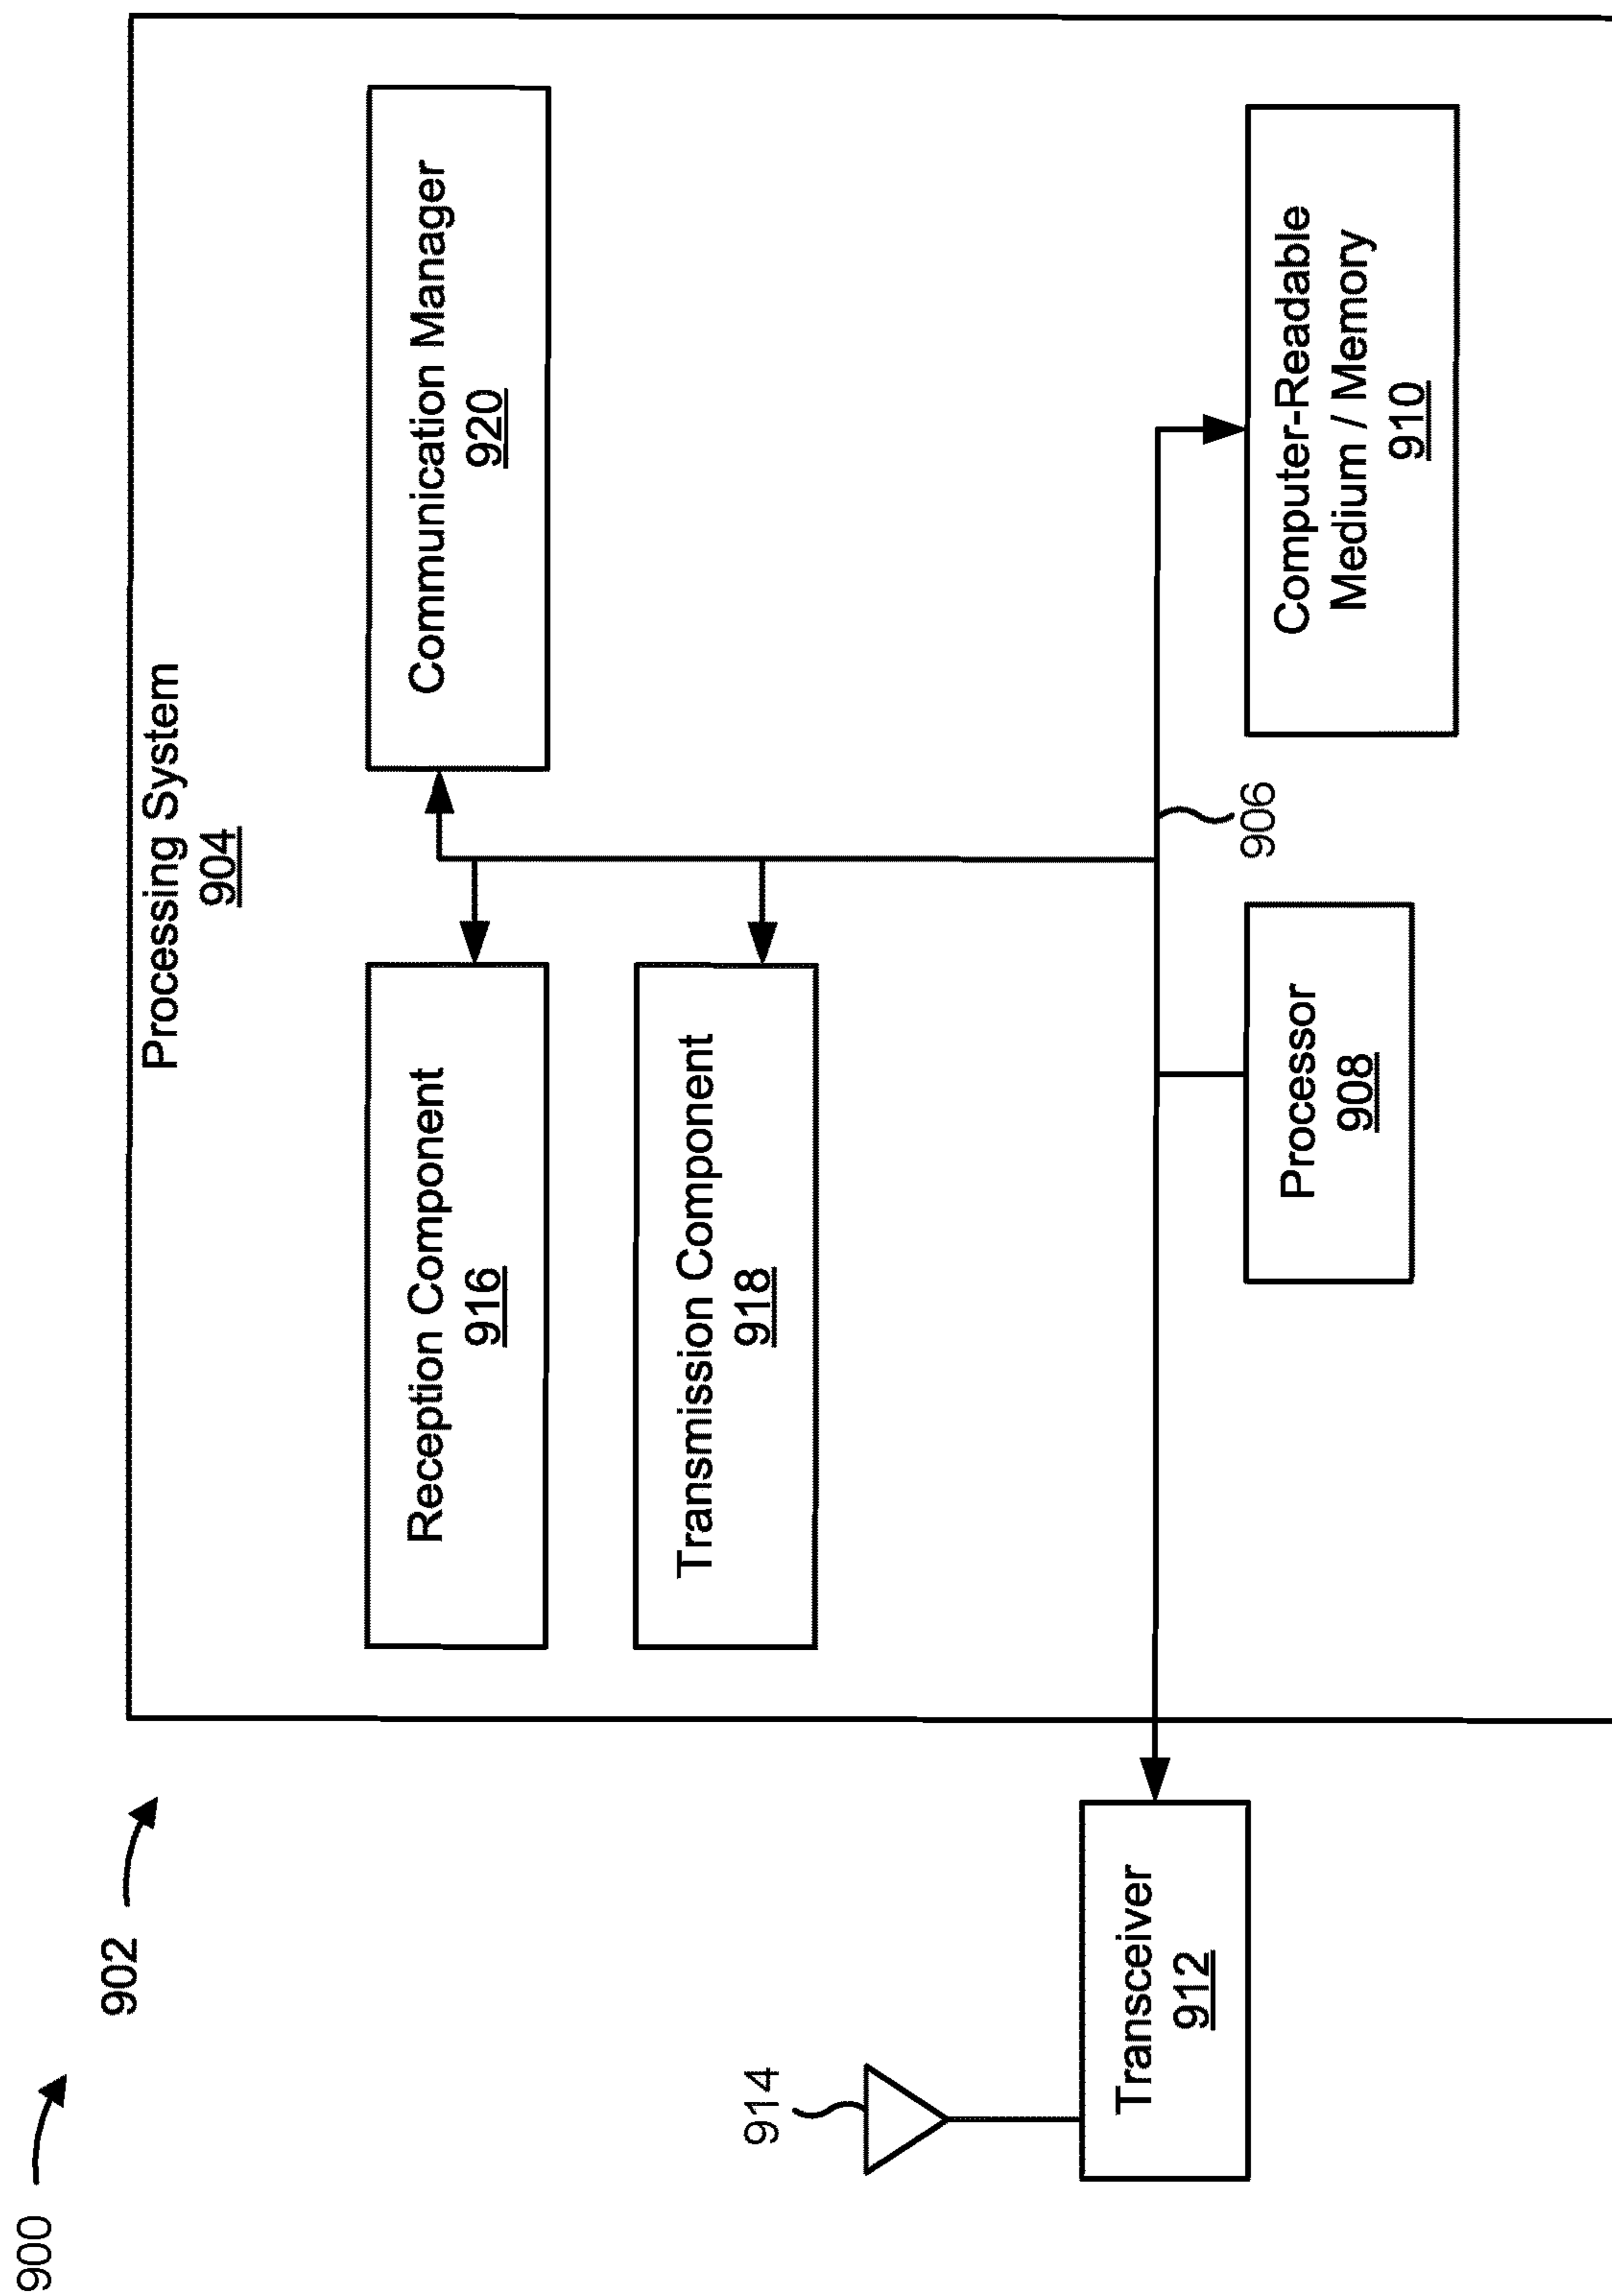 900
902
Processing System
904
Reception Component
916
Communication Manager
920
Transmission Component
918
914
Transceiver
912
906
Processor
908
Computer-Readable
Medium / Memory
910